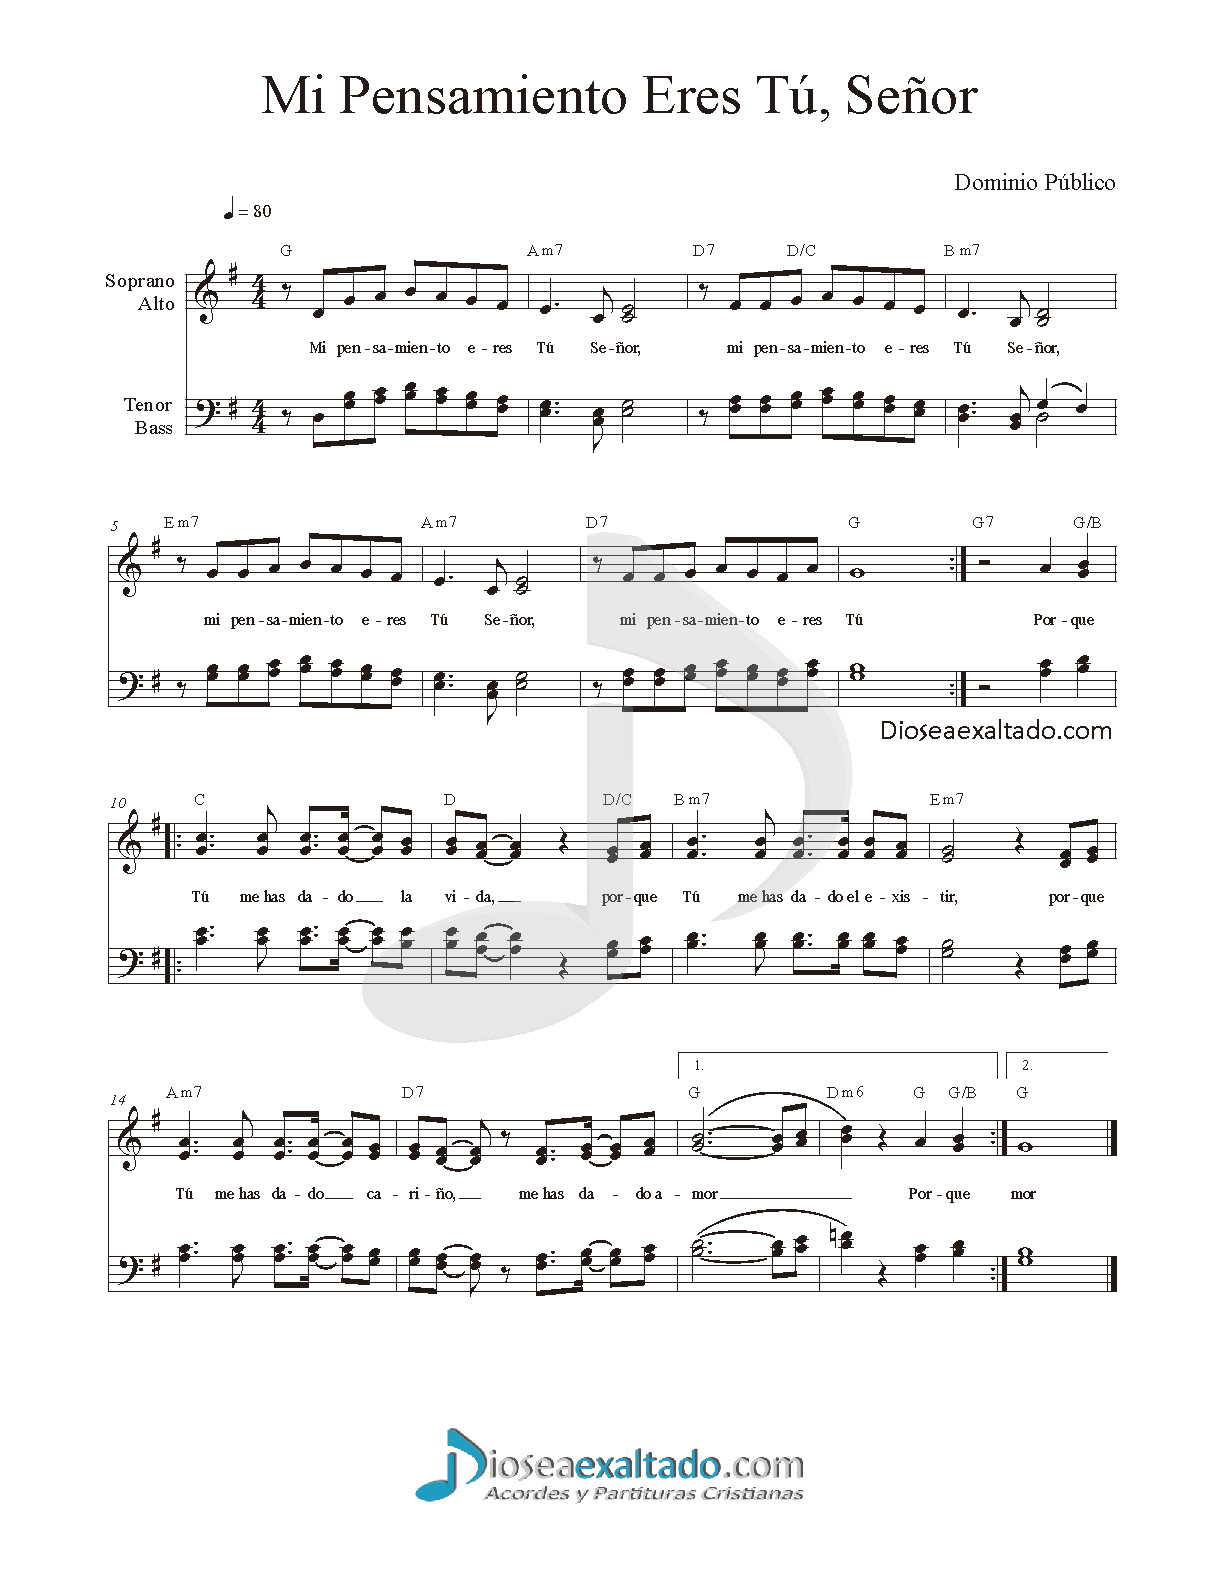 Mi Pensamiento Eres Tú, Señor
Dominio Público
= 80
G Am7 D7 D/C Bm7
Soprano
Alto
Mi pen-sa-mien-to e-res Tú Se-ñor, mi pen-sa-mien-to e-res Tú Se-ñor,
Tenor
Bass
5 Em7 Am7 D7 G G7 G/B
mi pen-sa-mien-to e-res Tú Se-ñor, mi pen-sa-mien-to e-res Tú Por-que
Dioseaexaltado.com
10 C D D/C Bm7 Em7
Tú me has da-do la vi-da, por-que Tú me has da-do el e-xis-tir, por-que
1. 2.
14 Am7 D7 G Dm6 G G/B G
Tú me has da-do ca-ri-ño, me has da-do a-mor Por-que mor
Dioseaexaltado.com
Acordes y Partituras Cristianas